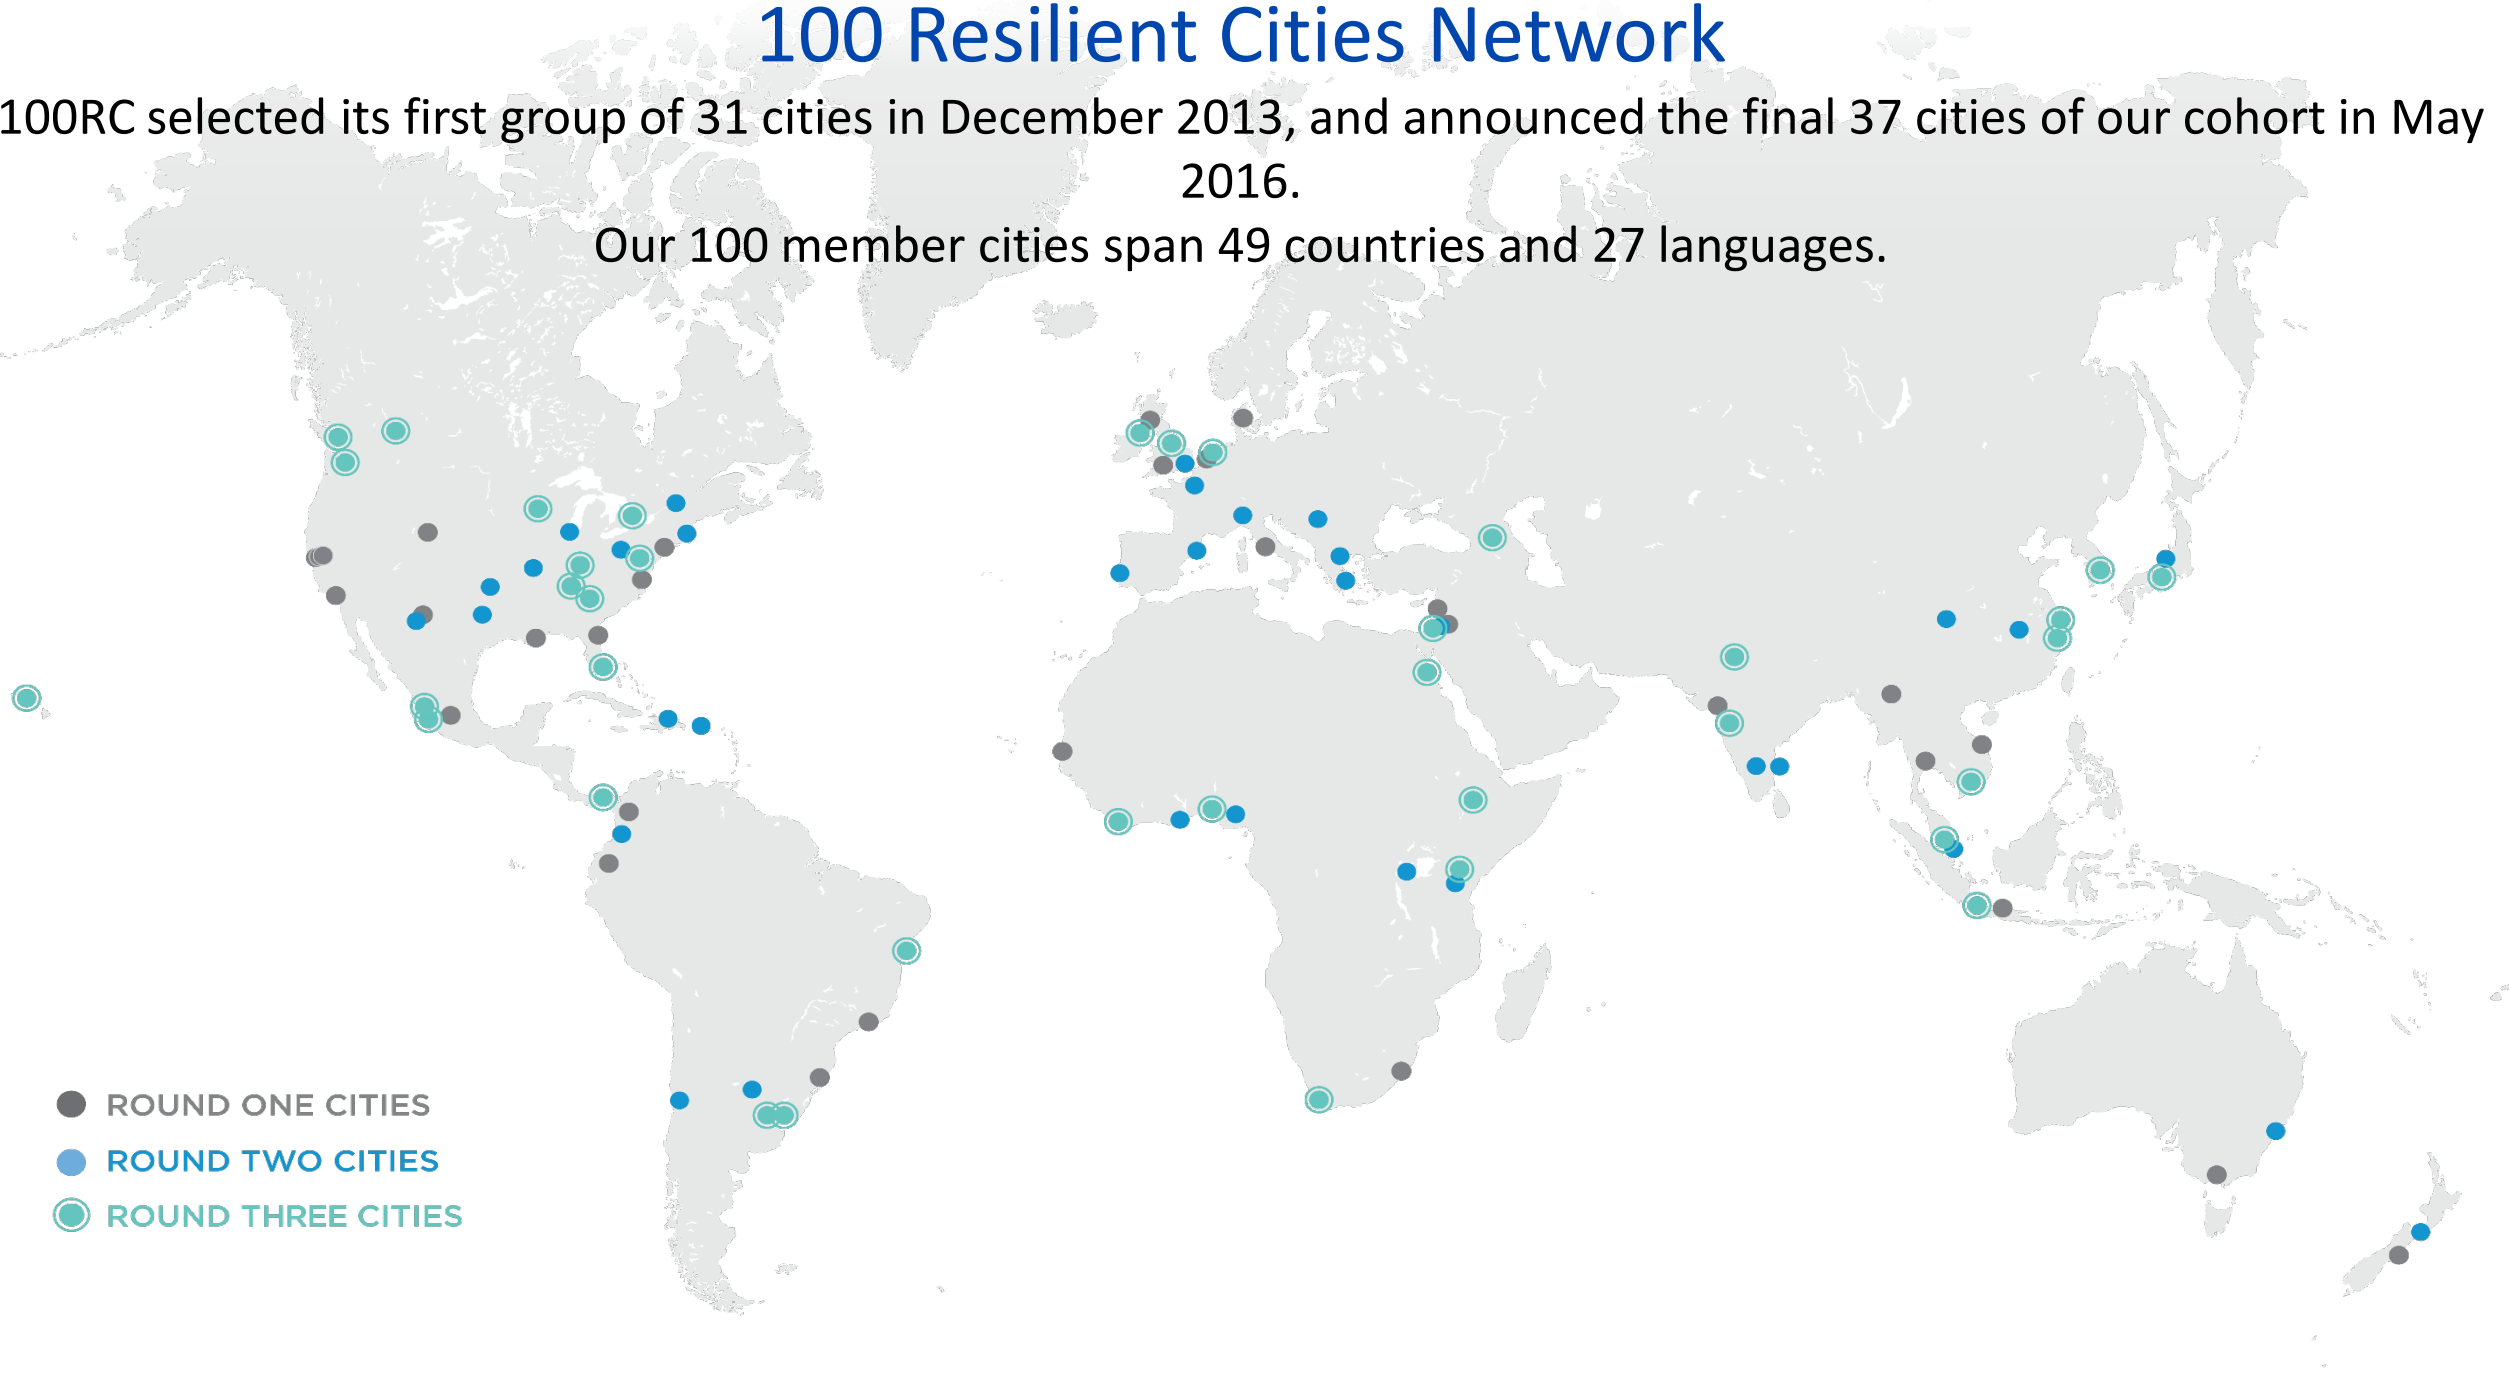 100 Resilient Cities Network
100RC selected its first group of 31 cities in December 2013, and announced the final 37 cities of our cohort in May
2016.
Our 100 member cities span 49 countries and 27 languages.
ROUND ONE CITIES
ROUND TWO CITIES
ROUND THREE CITIES